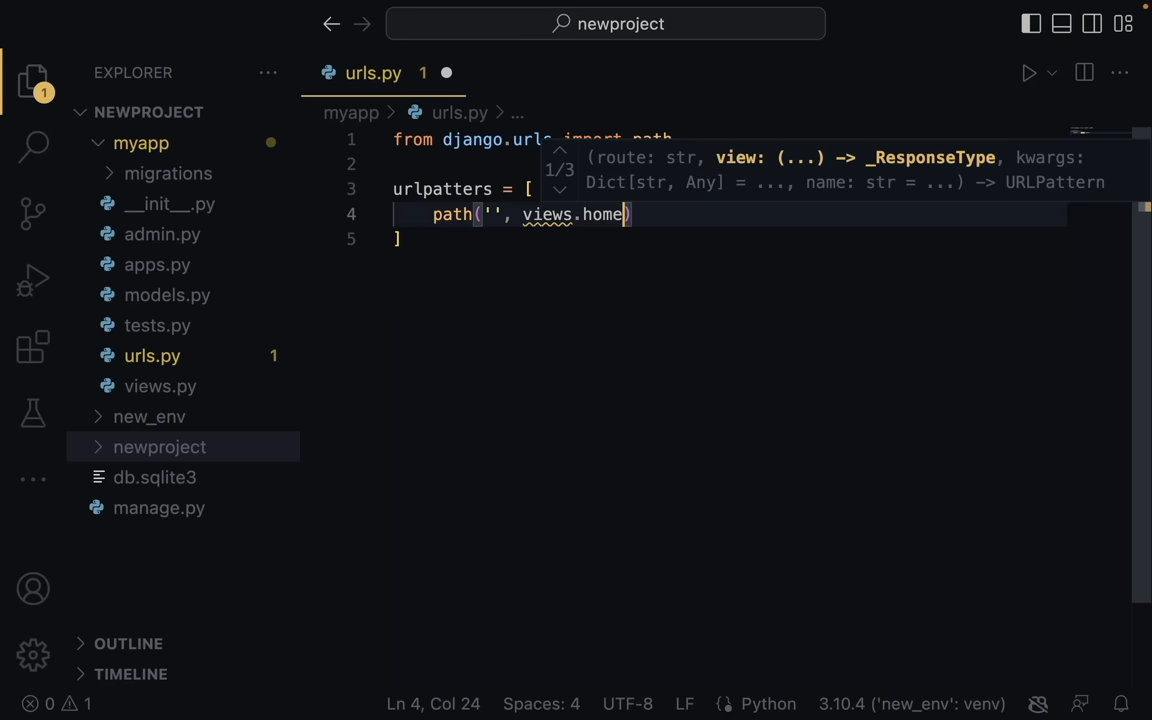 newproject
EXPLORER
urls.py 1
NEWPROJECT
myapp > urls.py > ...
myapp
migrations
__init__.py
admin.py
apps.py
models.py
tests.py
urls.py 1
views.py
new_env
newproject
db.sqlite3
manage.py
OUTLINE
TIMELINE
1 from django.urls import path
1/3 (route: str, view: (...) -> _ResponseType, kwargs:
Dict[str, Any] = ..., name: str = ...) -> URLPattern
2
3 urlpatters = [
4 path('', views.home)
5 ]
0 1 Ln 4, Col 24 Spaces: 4 UTF-8 LF Python 3.10.4 ('new_env': venv)
1